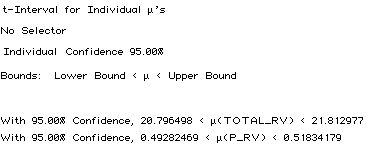 t-Interval for Individual µ's
No Selector
Individual Confidence 95.00%
Bounds: Lower Bound < µ < Upper Bound
With 95.00% Confidence, 20.796498 < µ(TOTAL_RV) < 21.812977
With 95.00% Confidence, 0.49282469 < µ(P_RV) < 0.51834179